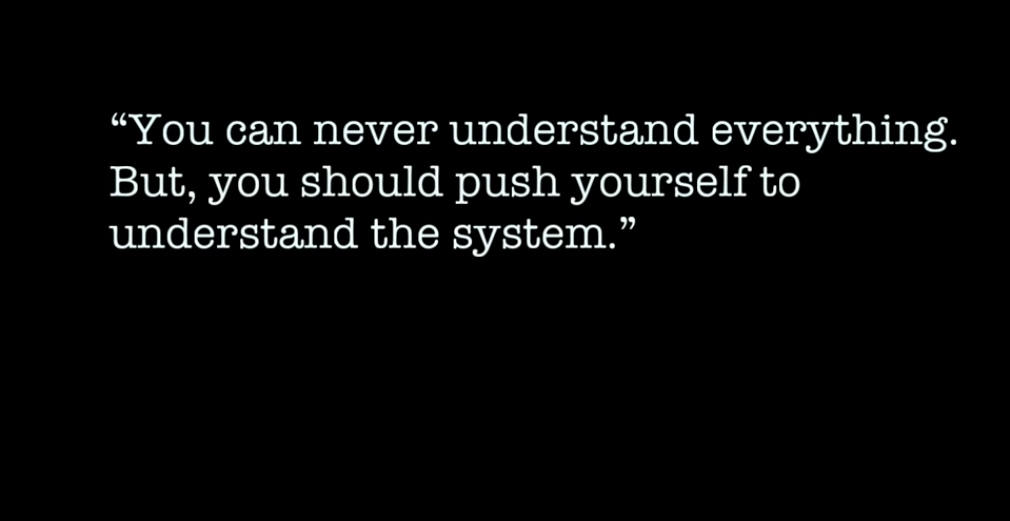 “You can never understand everything.
But, you should push yourself to
understand the system.”